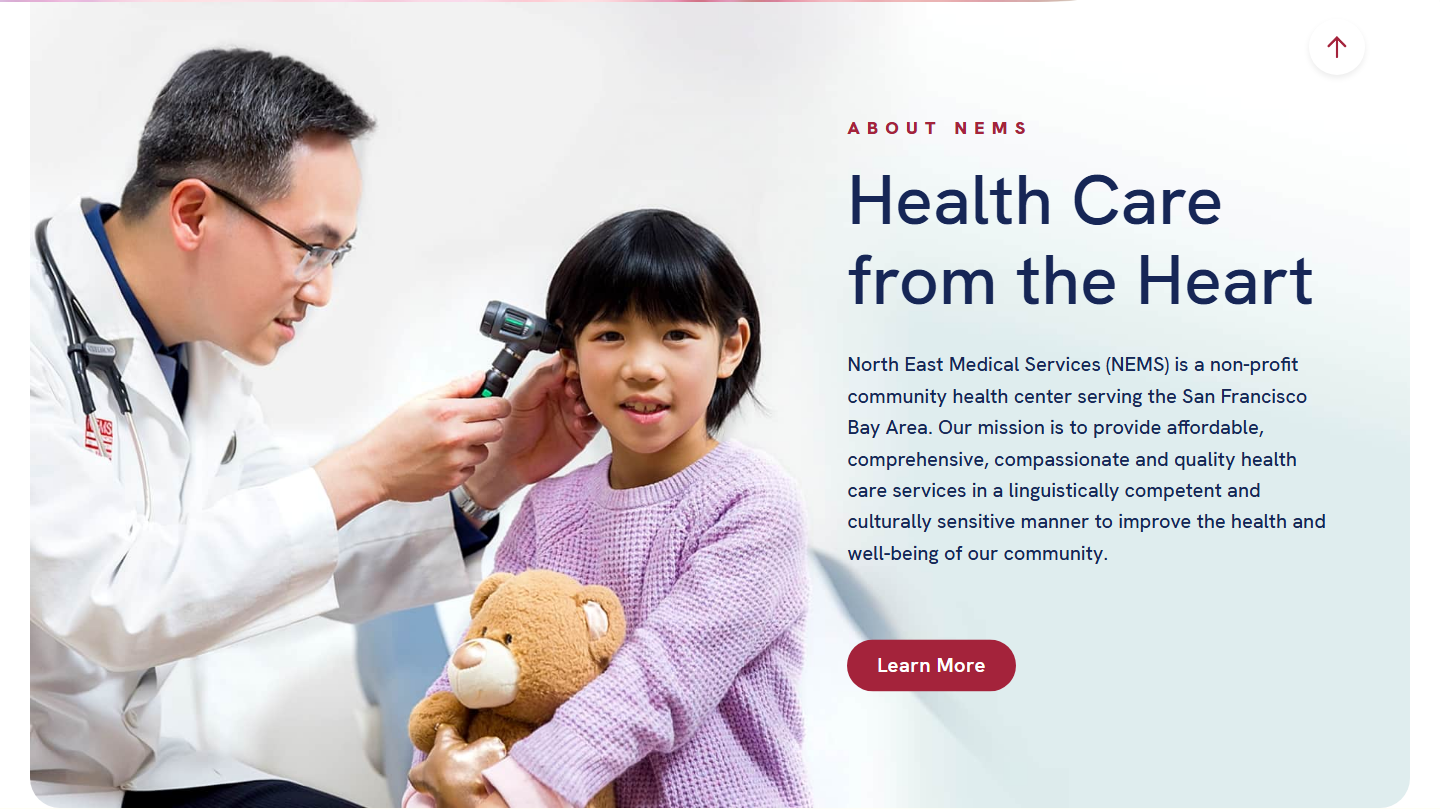 ABOUT NEMS
Health Care
from the Heart
North East Medical Services (NEMS) is a non-profit
community health center serving the San Francisco
Bay Area. Our mission is to provide affordable,
comprehensive, compassionate and quality health
care services in a linguistically competent and
culturally sensitive manner to improve the health and
well-being of our community.
Learn More